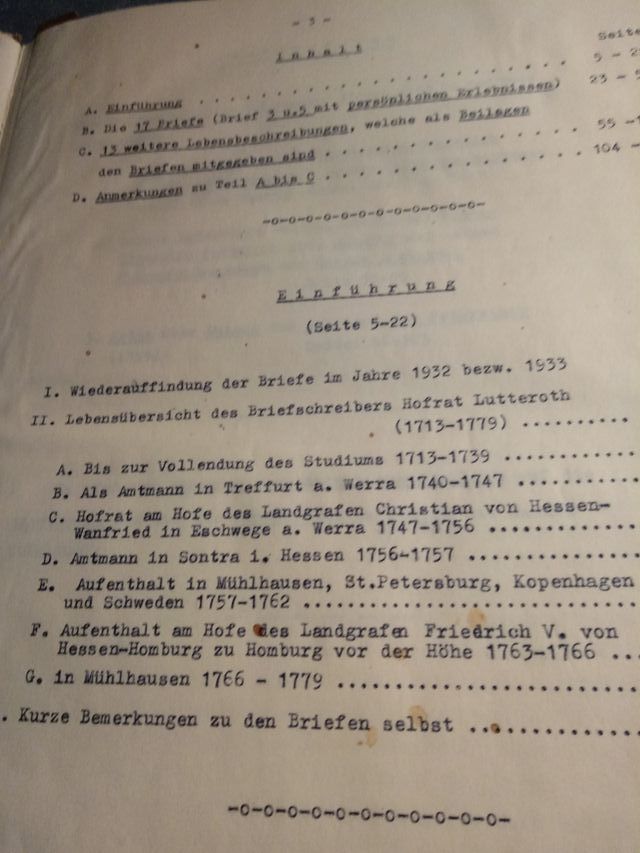 - 3 -
Inhalt
Seite
A. Einführung . . . . . . . . . . . . . . . . . . . . 5 - 2
B. Die 17 Briefe (Brief 3 u.5 mit persönlichen Erlebnissen) 23 - 5
C. 13 weitere Lebensbeschreibungen, welche als Beilagen
den Briefen mitgegeben sind . . . . . . . . . . . . . 55 -1
D. Anmerkungen zu Teil A bis C . . . . . . . . . . . . . 104 -
-o-o-o-o-o-o-o-o-o-o-o-o-
Einführung
(Seite 5-22)
I. Wiederauffindung der Briefe im Jahre 1932 bezw. 1933
II. Lebensübersicht des Briefschreibers Hofrat Lutteroth
(1713-1779) ..........
A. Bis zur Vollendung des Studiums 1713-1739 ............
B. Als Amtmann in Treffurt a. Werra 1740-1747 ............
C. Hofrat am Hofe des Landgrafen Christian von Hessen-
Wanfried in Eschwege a. Werra 1747-1756 .............
D. Amtmann in Sontra i. Hessen 1756-1757 ..............
E. Aufenthalt in Mühlhausen, St.Petersburg, Kopenhagen
und Schweden 1757-1762 ..........................
F. Aufenthalt am Hofe des Landgrafen Friedrich V. von
Hessen-Homburg zu Homburg vor der Höhe 1763-1766 ...
G. in Mühlhausen 1766 - 1779 .......................
. Kurze Bemerkungen zu den Briefen selbst .............
-o-o-o-o-o-o-o-o-o-o-o-